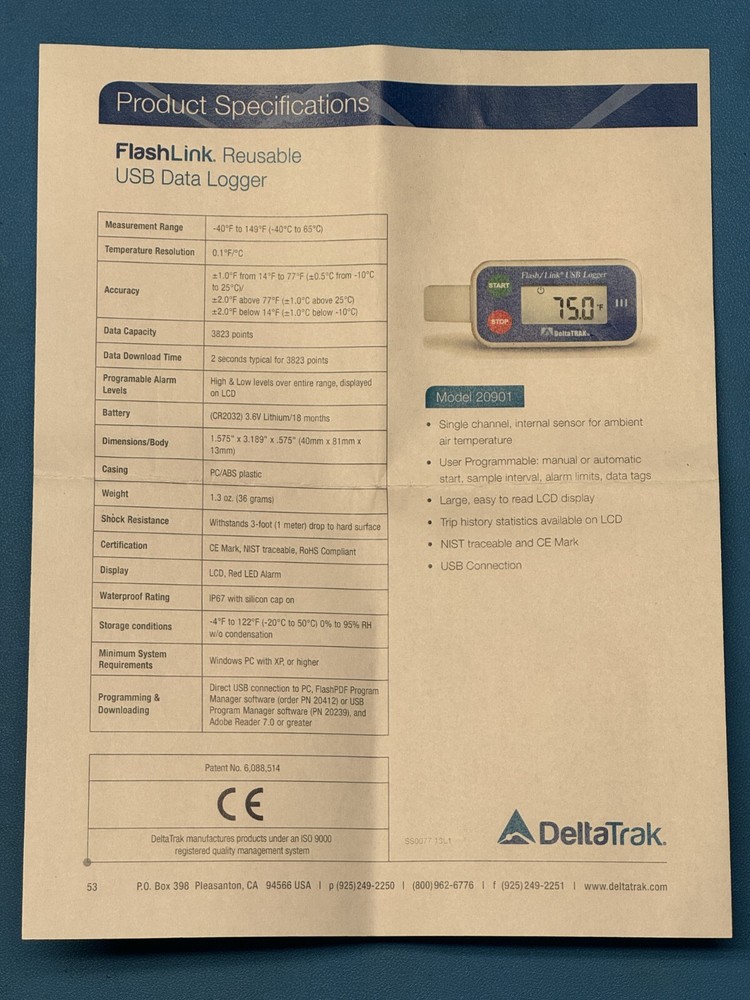 Product Specifications
FlashLink. Reusable
USB Data Logger
Measurement Range
-40°F to 149°F (-40°C to 65°C)
Temperature Resolution
0.1°F/°C
Accuracy
±1.0°F from 14°F to 77°F (±0.5°C from -10°C
to 25°C)/
±2.0°F above 77°F (±1.0°C above 25°C)
±2.0°F below 14°F (±1.0°C below -10°C)
Data Capacity
3823 points
Data Download Time
2 seconds typical for 3823 points
Programable Alarm
Levels
High & Low levels over entire range, displayed
on LCD
Battery
(CR2032) 3.6V Lithium/18 months
Dimensions/Body
1.575" x 3.189" x .575" (40mm x 81mm x
13mm)
Casing
PC/ABS plastic
Weight
1.3 oz. (36 grams)
Shock Resistance
Withstands 3-foot (1 meter) drop to hard surface
Certification
CE Mark, NIST traceable, RoHS Compliant
Display
LCD, Red LED Alarm
Waterproof Rating
IP67 with silicon cap on
Storage conditions
-4°F to 122°F (-20°C to 50°C) 0% to 95% RH
w/o condensation
Minimum System
Requirements
Windows PC with XP, or higher
Programming &
Downloading
Direct USB connection to PC, FlashPDF Program
Manager software (order PN 20412) or USB
Program Manager software (PN 20239), and
Adobe Reader 7.0 or greater
Patent No. 6,088,514
CE
DeltaTrak manufactures products under an ISO 9000
registered quality management system
Flash/Link® USB Logger
START
STOP
75.0°F
DeltaTRAK®
Model 20901
• Single channel, internal sensor for ambient
air temperature
• User Programmable: manual or automatic
start, sample interval, alarm limits, data tags
• Large, easy to read LCD display
• Trip history statistics available on LCD
• NIST traceable and CE Mark
• USB Connection
DeltaTrak®
53
P.O. Box 398 Pleasanton, CA 94566 USA | p (925)249-2250 | (800)962-6776 | f (925)249-2251 | www.deltatrak.com